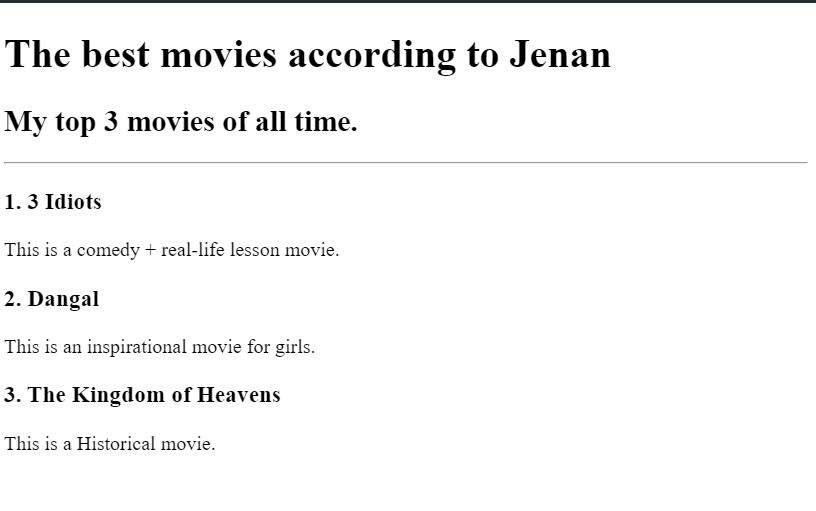 The best movies according to Jenan
My top 3 movies of all time.
1. 3 Idiots
This is a comedy + real-life lesson movie.
2. Dangal
This is an inspirational movie for girls.
3. The Kingdom of Heavens
This is a Historical movie.